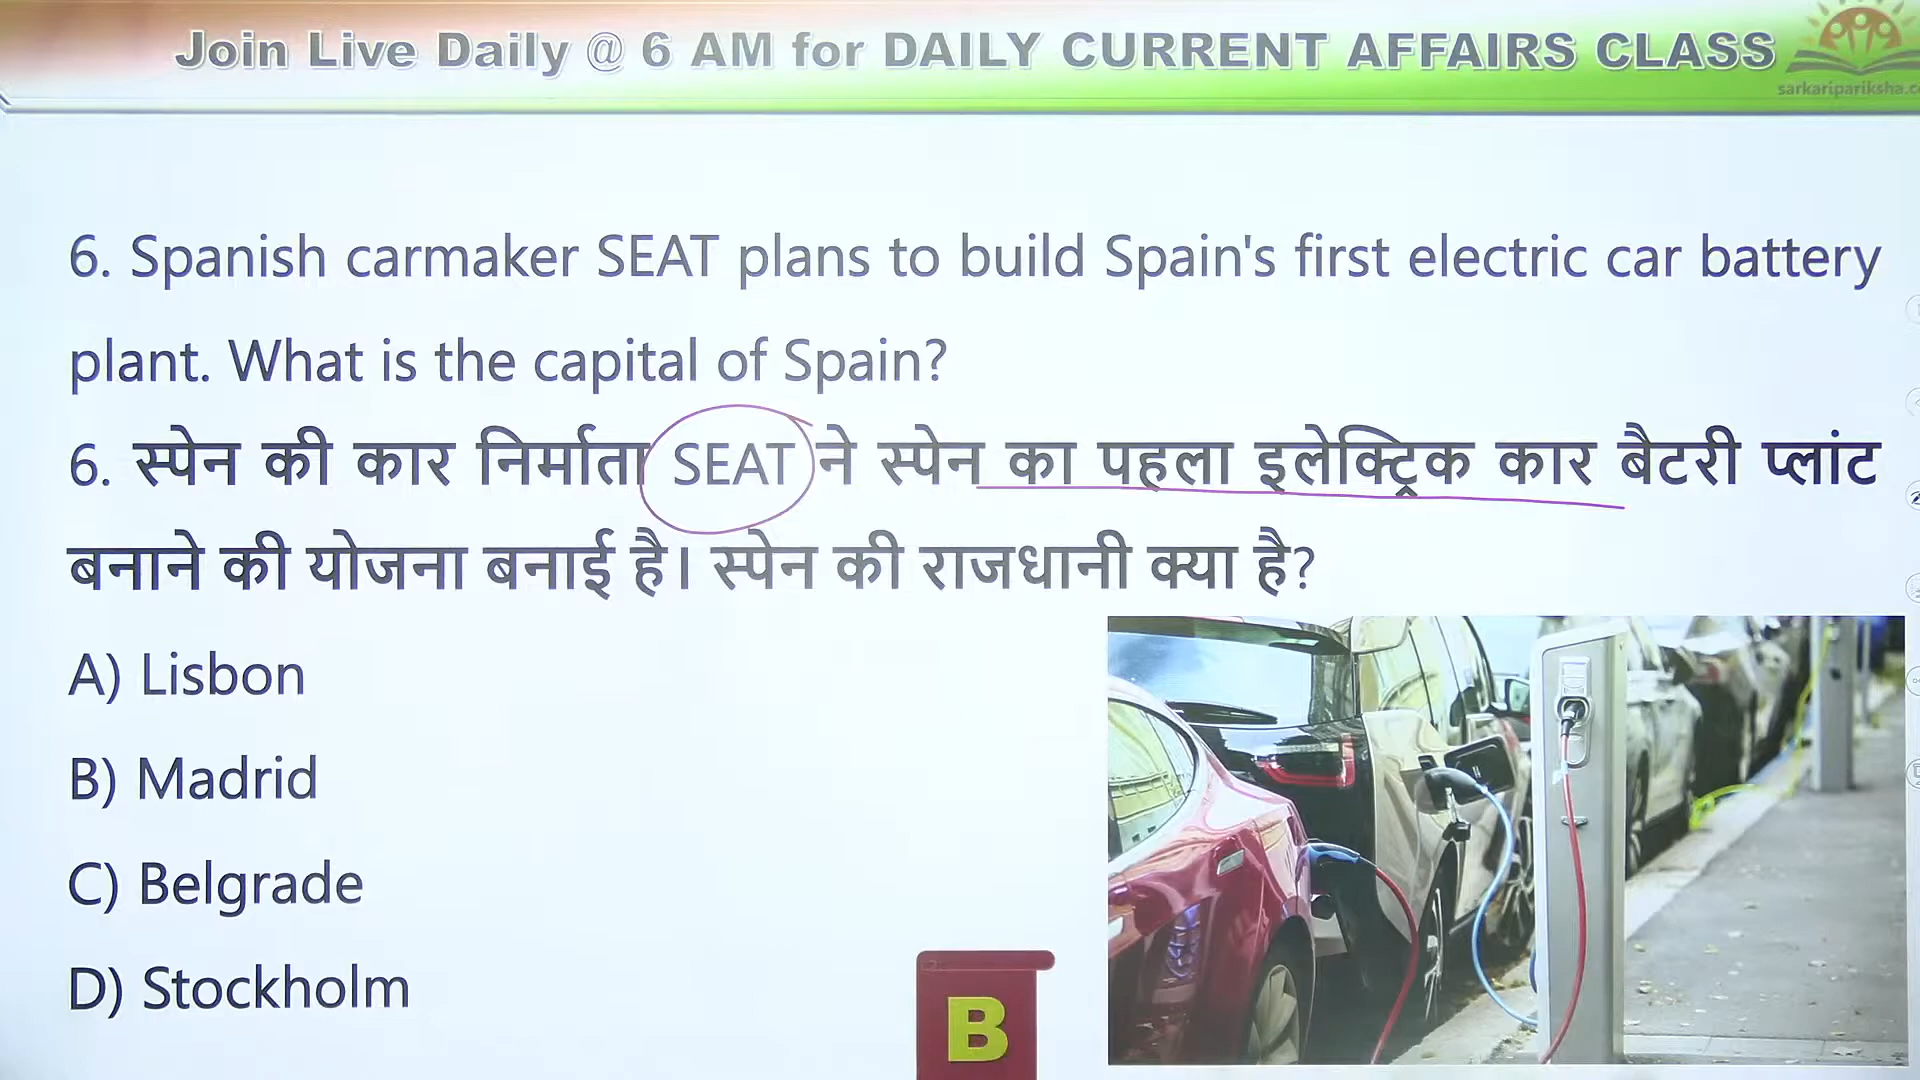 Join Live Daily @ 6 AM for DAILY CURRENT AFFAIRS CLASS
6. Spanish carmaker SEAT plans to build Spain's first electric car battery
plant. What is the capital of Spain?
6. स्पेन की कार निर्माता SEAT ने स्पेन का पहला इलेक्ट्रिक कार बैटरी प्लांट
बनाने की योजना बनाई है। स्पेन की राजधानी क्या है?
A) Lisbon
B) Madrid
C) Belgrade
D) Stockholm
B